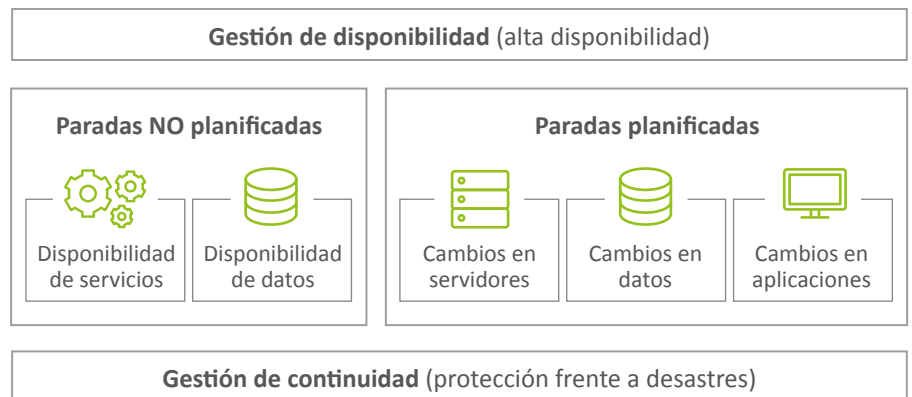 Gestión de disponibilidad (alta disponibilidad)
Paradas NO planificadas
Disponibilidad
de servicios
Disponibilidad
de datos
Paradas planificadas
Cambios en
servidores
Cambios en
datos
Cambios en
aplicaciones
Gestión de continuidad (protección frente a desastres)